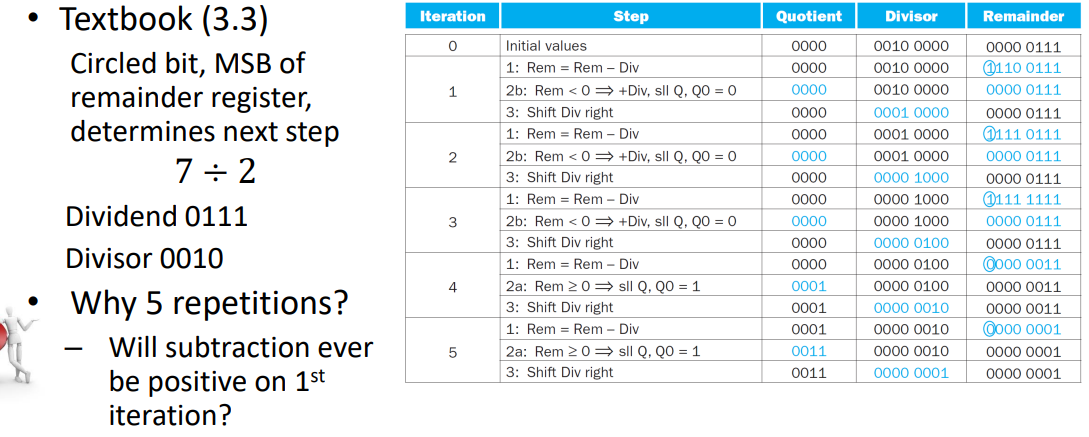 • Textbook (3.3)
Circled bit, MSB of
remainder register,
determines next step
7 ÷ 2
Dividend 0111
Divisor 0010
• Why 5 repetitions?
– Will subtraction ever
be positive on 1st
iteration?
Iteration Step Quotient Divisor Remainder
0 Initial values 0000 0010 0000 0000 0111
1: Rem = Rem – Div 0000 0010 0000 1110 0111
1 2b: Rem < 0 ⟹ +Div, sll Q, Q0 = 0 0000 0010 0000 0000 0111
3: Shift Div right 0000 0001 0000 0000 0111
1: Rem = Rem – Div 0000 0001 0000 1111 0111
2 2b: Rem < 0 ⟹ +Div, sll Q, Q0 = 0 0000 0001 0000 0000 0111
3: Shift Div right 0000 0000 1000 0000 0111
1: Rem = Rem – Div 0000 0000 1000 1111 1111
3 2b: Rem < 0 ⟹ +Div, sll Q, Q0 = 0 0000 0000 1000 0000 0111
3: Shift Div right 0000 0000 0100 0000 0111
1: Rem = Rem – Div 0000 0000 0100 0000 0011
4 2a: Rem ≥ 0 ⟹ sll Q, Q0 = 1 0001 0000 0100 0000 0011
3: Shift Div right 0001 0000 0010 0000 0011
1: Rem = Rem – Div 0001 0000 0010 0000 0001
5 2a: Rem ≥ 0 ⟹ sll Q, Q0 = 1 0011 0000 0010 0000 0001
3: Shift Div right 0011 0000 0001 0000 0001